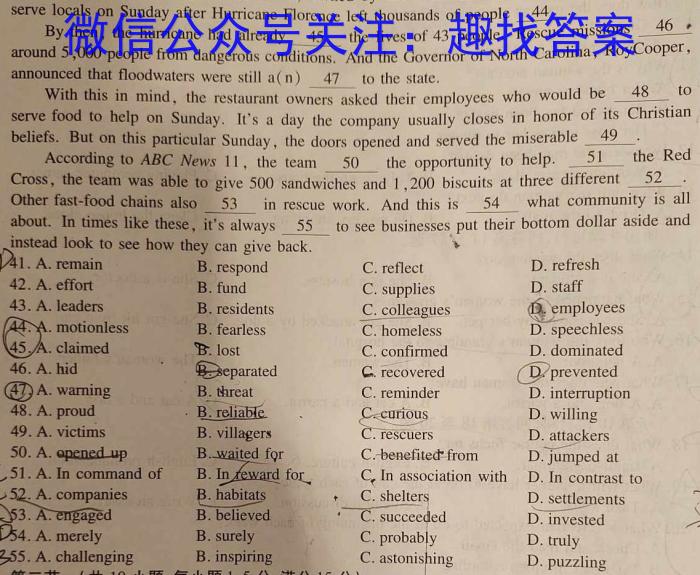 serve locals on Sunday after Hurricane Florence left thousands of people 44 .
By then, the hurricane had already 45 the lives of 43 people. Rescue missions 46
微信公众号关注：趣找答案
around 5,000 people from dangerous conditions. And the Governor of North Carolina, Roy Cooper,
announced that floodwaters were still a(n) 47 to the state.
With this in mind, the restaurant owners asked their employees who would be 48 to
serve food to help on Sunday. It's a day the company usually closes in honor of its Christian
beliefs. But on this particular Sunday, the doors opened and served the miserable 49 .
According to ABC News 11, the team 50 the opportunity to help. 51 the Red
Cross, the team was able to give 500 sandwiches and 1,200 biscuits at three different 52 .
Other fast-food chains also 53 in rescue work. And this is 54 what community is all
about. In times like these, it's always 55 to see businesses put their bottom dollar aside and
instead look to see how they can give back.
41. A. remain B. respond C. reflect D. refresh
42. A. effort B. fund C. supplies D. staff
43. A. leaders B. residents C. colleagues D. employees
44. A. motionless B. fearless C. homeless D. speechless
45. A. claimed B. lost C. confirmed D. dominated
46. A. hid B. separated C. recovered D. prevented
47. A. warning B. threat C. reminder D. interruption
48. A. proud B. reliable C. curious D. willing
49. A. victims B. villagers C. rescuers D. attackers
50. A. opened up B. waited for C. benefited from D. jumped at
51. A. In command of B. In reward for C. In association with D. In contrast to
52. A. companies B. habitats C. shelters D. settlements
53. A. engaged B. believed C. succeeded D. invested
54. A. merely B. surely C. probably D. truly
55. A. challenging B. inspiring C. astonishing D. puzzling